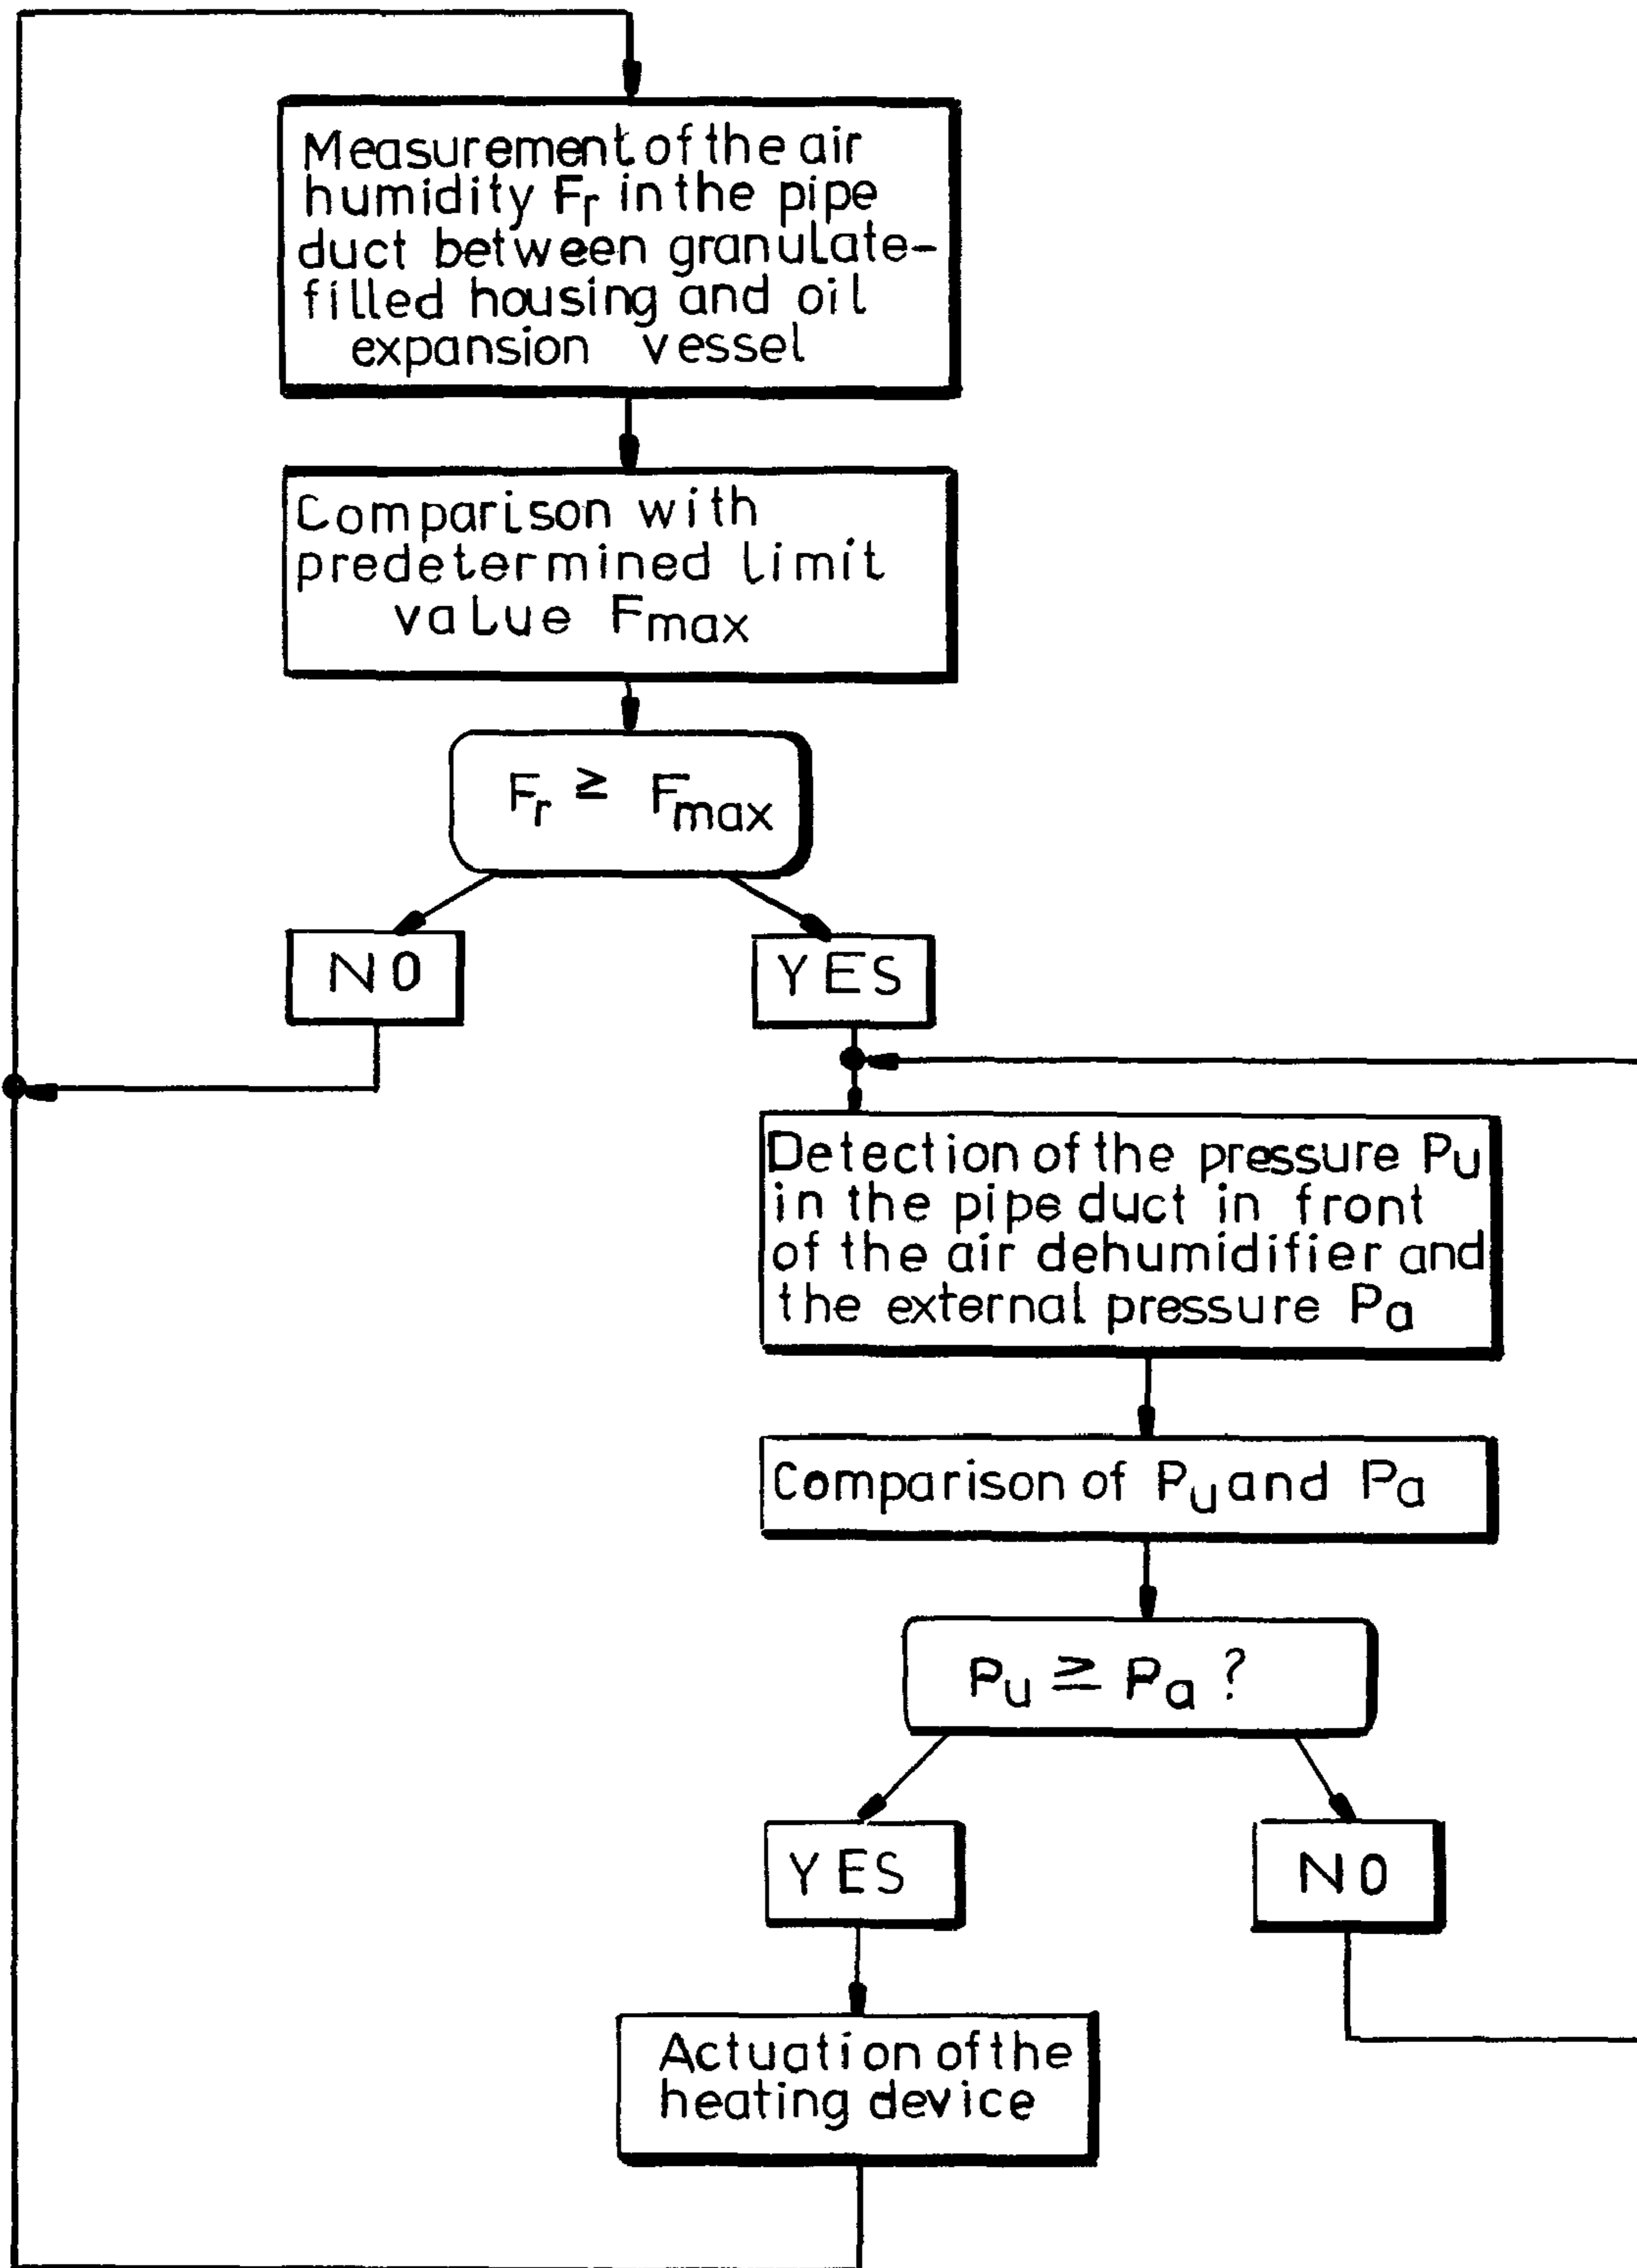 Measurement of the air
humidity Fr in the pipe
duct between granulate-
filled housing and oil
expansion vessel
Comparison with
predetermined limit
value Fmax
Fr ≥ Fmax
NO
YES
Detection of the pressure Pu
in the pipe duct in front
of the air dehumidifier and
the external pressure Pa
Comparison of Pu and Pa
Pu ≥ Pa ?
YES
NO
Actuation of the
heating device